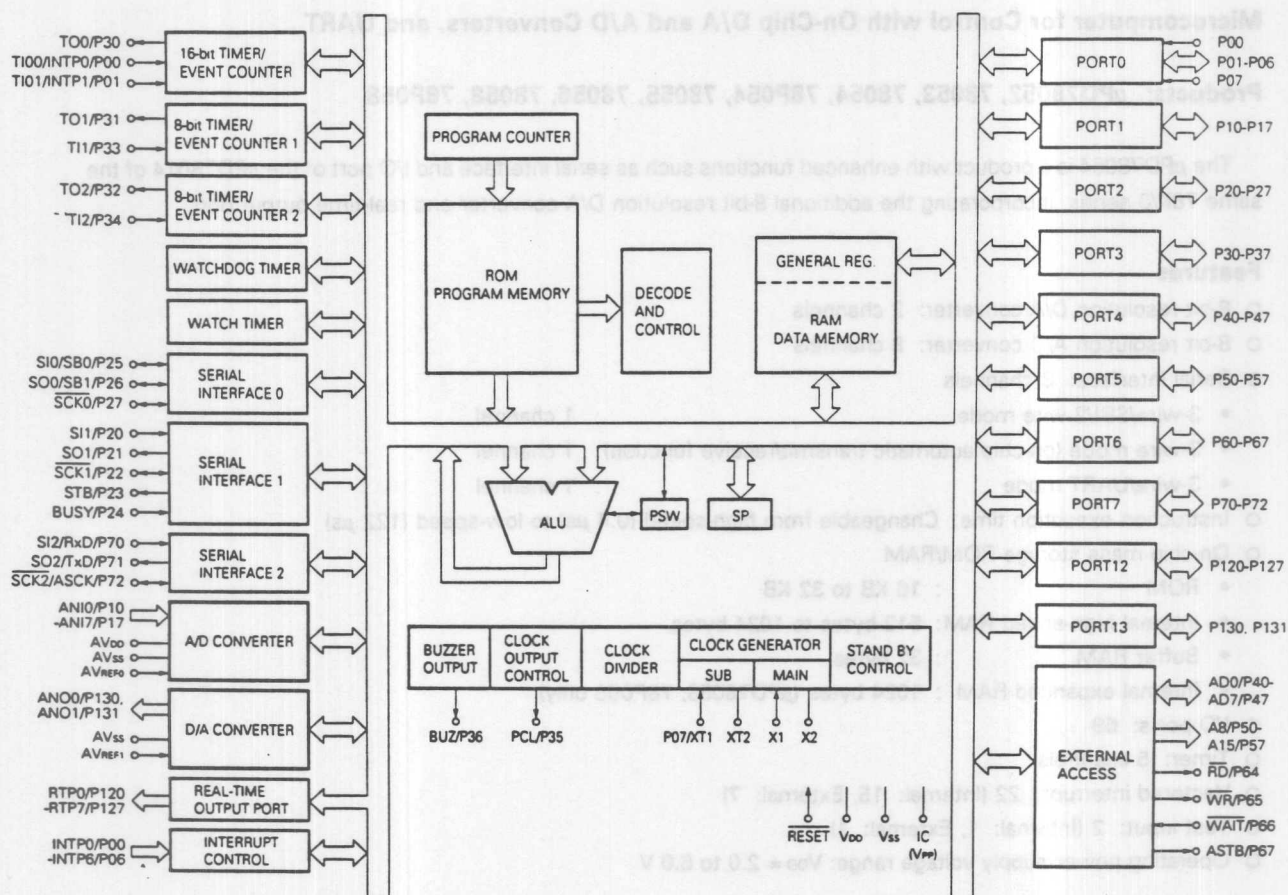 TO0/P30
TI00/INTP0/P00
TI01/INTP1/P01
16-bit TIMER/
EVENT COUNTER
TO1/P31
TI1/P33
8-bit TIMER/
EVENT COUNTER 1
TO2/P32
TI2/P34
8-bit TIMER/
EVENT COUNTER 2
WATCHDOG TIMER
WATCH TIMER
SI0/SB0/P25
SO0/SB1/P26
SCK0/P27
SERIAL
INTERFACE 0
SI1/P20
SO1/P21
SCK1/P22
STB/P23
BUSY/P24
SERIAL
INTERFACE 1
SI2/RxD/P70
SO2/TxD/P71
SCK2/ASCK/P72
SERIAL
INTERFACE 2
ANI0/P10
-ANI7/P17
AVDD
AVSS
AVREF0
A/D CONVERTER
ANO0/P130,
ANO1/P131
AVSS
AVREF1
D/A CONVERTER
RTP0/P120
-RTP7/P127
REAL-TIME
OUTPUT PORT
INTP0/P00
-INTP6/P06
INTERRUPT
CONTROL
PROGRAM COUNTER
ROM
PROGRAM MEMORY
DECODE
AND
CONTROL
GENERAL REG.
RAM
DATA MEMORY
ALU
PSW
SP
BUZZER
OUTPUT
CLOCK
OUTPUT
CONTROL
CLOCK
DIVIDER
CLOCK GENERATOR
SUB
MAIN
STAND BY
CONTROL
BUZ/P36
PCL/P35
P07/XT1
XT2
X1
X2
RESET
VDD
VSS
IC
(VPP)
PORT0
P00
P01-P06
P07
PORT1
P10-P17
PORT2
P20-P27
PORT3
P30-P37
PORT4
P40-P47
PORT5
P50-P57
PORT6
P60-P67
PORT7
P70-P72
PORT12
P120-P127
PORT13
P130, P131
EXTERNAL
ACCESS
AD0/P40-
AD7/P47
A8/P50-
A15/P57
RD/P64
WR/P65
WAIT/P66
ASTB/P67